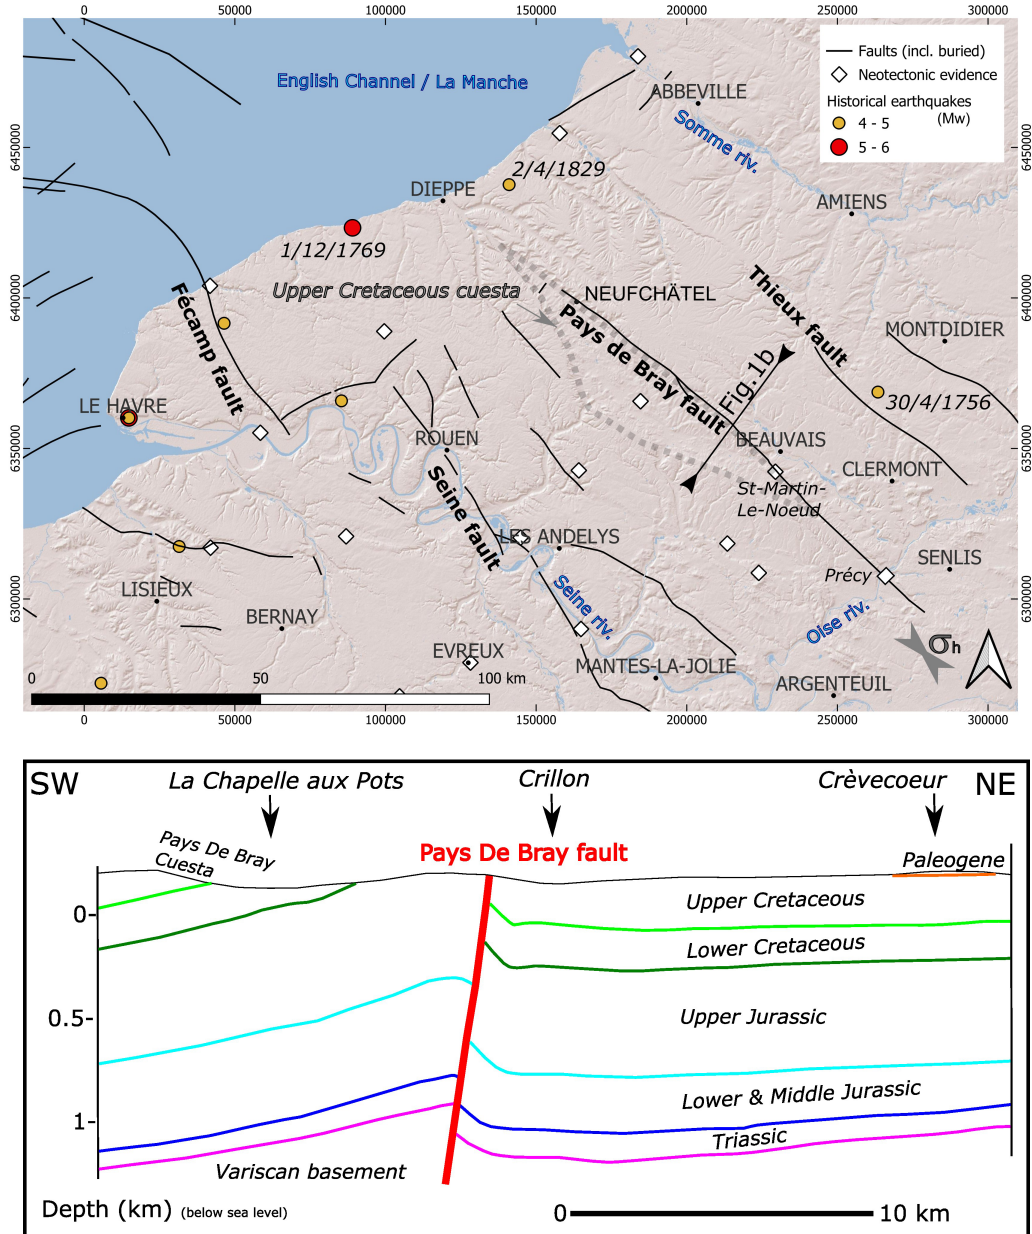 0 50000 100000 150000 200000 250000 300000
Faults (incl. buried)
Neotectonic evidence
Historical earthquakes
(Mw)
4 - 5
5 - 6
English Channel / La Manche
ABBEVILLE
Somme riv.
6450000
6450000
2/4/1829
DIEPPE
AMIENS
1/12/1769
Upper Cretaceous cuesta
NEUFCHÄTEL
Thieux fault
6400000
6400000
Fécamp fault
Pays de Bray fault
MONTDIDIER
Fig.1b
30/4/1756
LE HAVRE
ROUEN
BEAUVAIS
6350000
6350000
CLERMONT
Seine fault
St-Martin-
Le-Noeud
LES ANDELYS
SENLIS
Précy
LISIEUX
6300000
6300000
BERNAY
Seine riv.
Oise riv.
σh
EVREUX
MANTES-LA-JOLIE
ARGENTEUIL
0 50 100 km
0 50000 100000 150000 200000 250000 300000
SW
La Chapelle aux Pots
Crillon
Crèvecoeur
NE
Pays De Bray
Cuesta
Pays De Bray fault
Paleogene
Upper Cretaceous
0-
Lower Cretaceous
0.5-
Upper Jurassic
Lower & Middle Jurassic
1-
Triassic
Variscan basement
Depth (km) (below sea level)
0 10 km